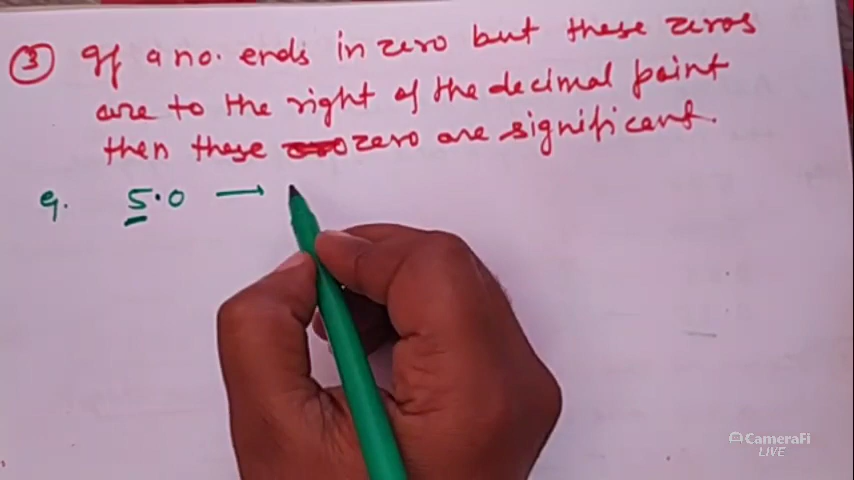 ③ If a no. ends in zero but these zeros
are to the right of the decimal point
then these zero are significant.
eg. 5.0 →
CameraFi
LIVE